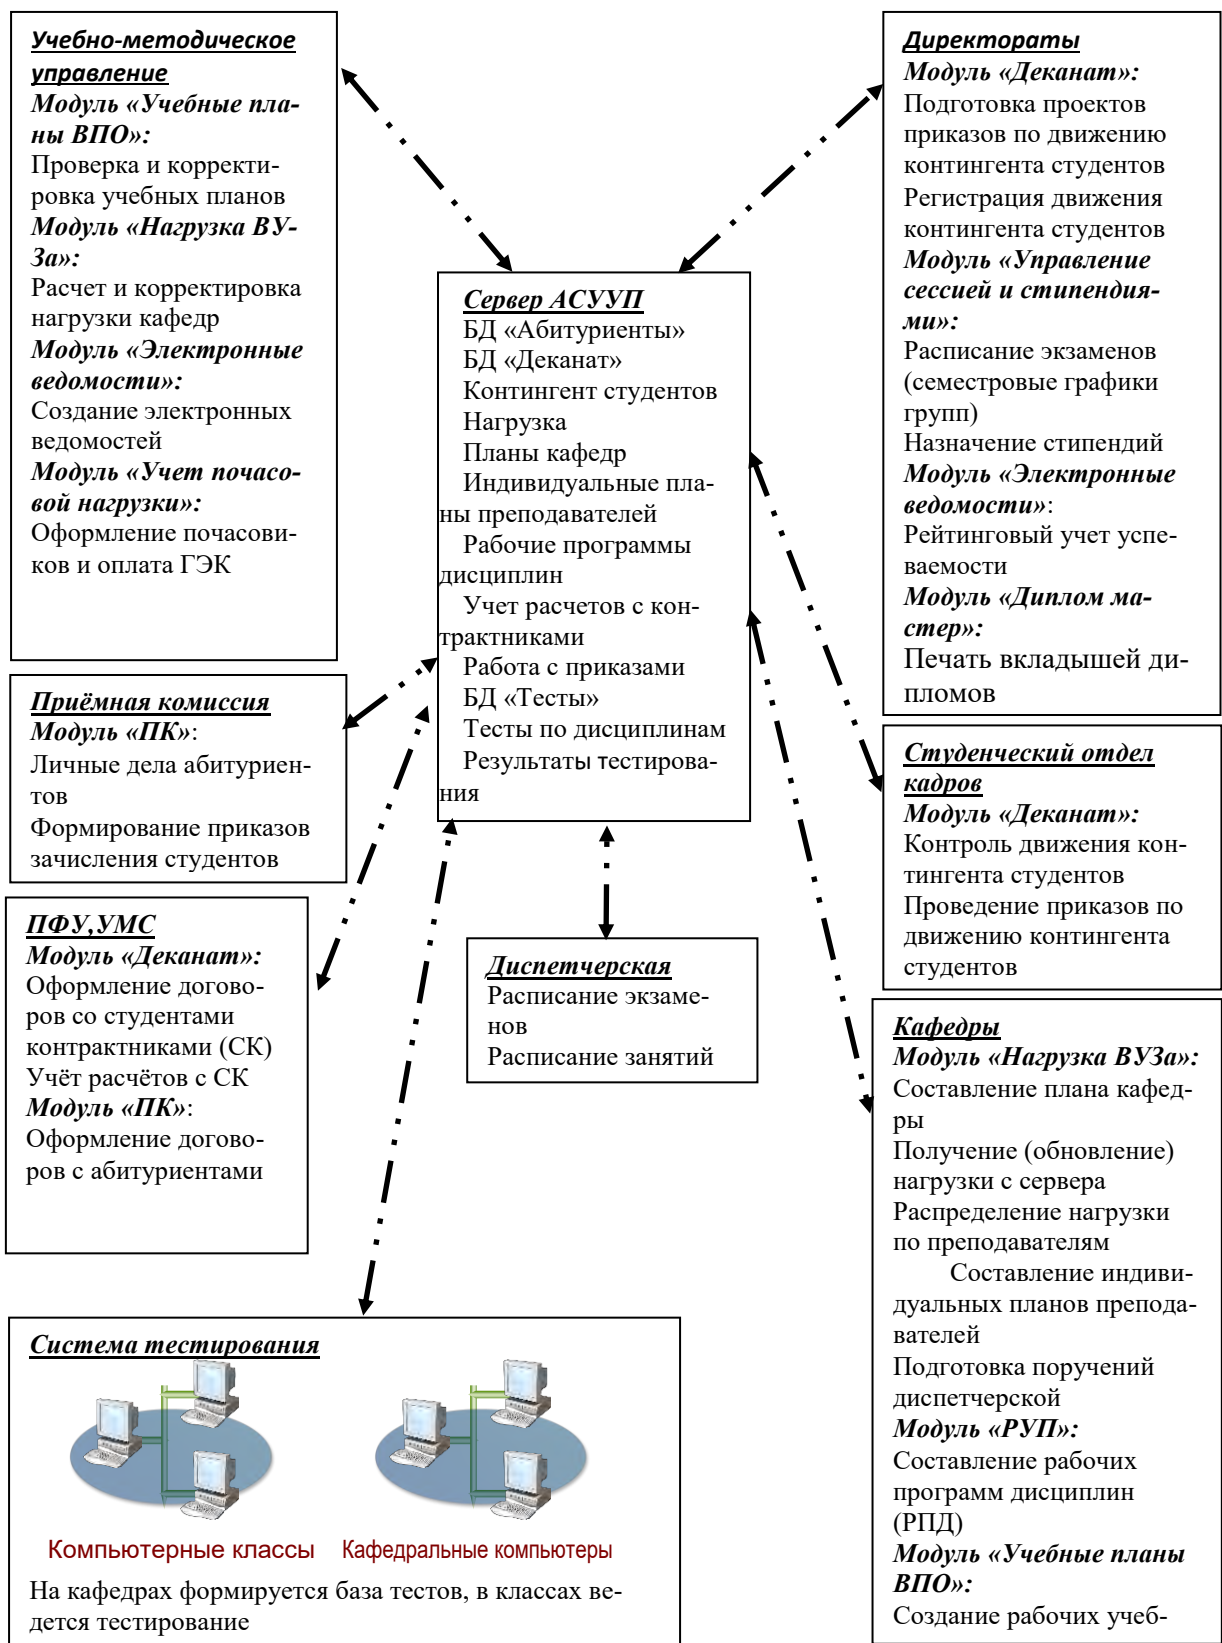 Учебно-методическое
управление
Модуль «Учебные пла-
ны ВПО»:
Проверка и корректи-
ровка учебных планов
Модуль «Нагрузка ВУ-
За»:
Расчет и корректировка
нагрузки кафедр
Модуль «Электронные
ведомости»:
Создание электронных
ведомостей
Модуль «Учет почасо-
вой нагрузки»:
Оформление почасови-
ков и оплата ГЭК
Директораты
Модуль «Деканат»:
Подготовка проектов
приказов по движению
контингента студентов
Регистрация движения
контингента студентов
Модуль «Управление
сессией и стипендия-
ми»:
Расписание экзаменов
(семестровые графики
групп)
Назначение стипендий
Модуль «Электронные
ведомости»:
Рейтинговый учет успе-
ваемости
Модуль «Диплом ма-
стер»:
Печать вкладышей ди-
пломов
Сервер АСУУП
БД «Абитуриенты»
БД «Деканат»
Контингент студентов
Нагрузка
Планы кафедр
Индивидуальные пла-
ны преподавателей
Рабочие программы
дисциплин
Учет расчетов с кон-
трактниками
Работа с приказами
БД «Тесты»
Тесты по дисциплинам
Результаты тестирова-
ния
Приёмная комиссия
Модуль «ПК»:
Личные дела абитуриен-
тов
Формирование приказов
зачисления студентов
Студенческий отдел
кадров
Модуль «Деканат»:
Контроль движения кон-
тингента студентов
Проведение приказов по
движению контингента
студентов
ПФУ,УМС
Модуль «Деканат»:
Оформление догово-
ров со студентами
контрактниками (СК)
Учёт расчётов с СК
Модуль «ПК»:
Оформление догово-
ров с абитуриентами
Диспетчерская
Расписание экзаме-
нов
Расписание занятий
Кафедры
Модуль «Нагрузка ВУЗа»:
Составление плана кафед-
ры
Получение (обновление)
нагрузки с сервера
Распределение нагрузки
по преподавателям
Составление индиви-
дуальных планов препода-
вателей
Подготовка поручений
диспетчерской
Модуль «РУП»:
Составление рабочих
программ дисциплин
(РПД)
Модуль «Учебные планы
ВПО»:
Создание рабочих учеб-
Система тестирования
Компьютерные классы Кафедральные компьютеры
На кафедрах формируется база тестов, в классах ве-
дется тестирование